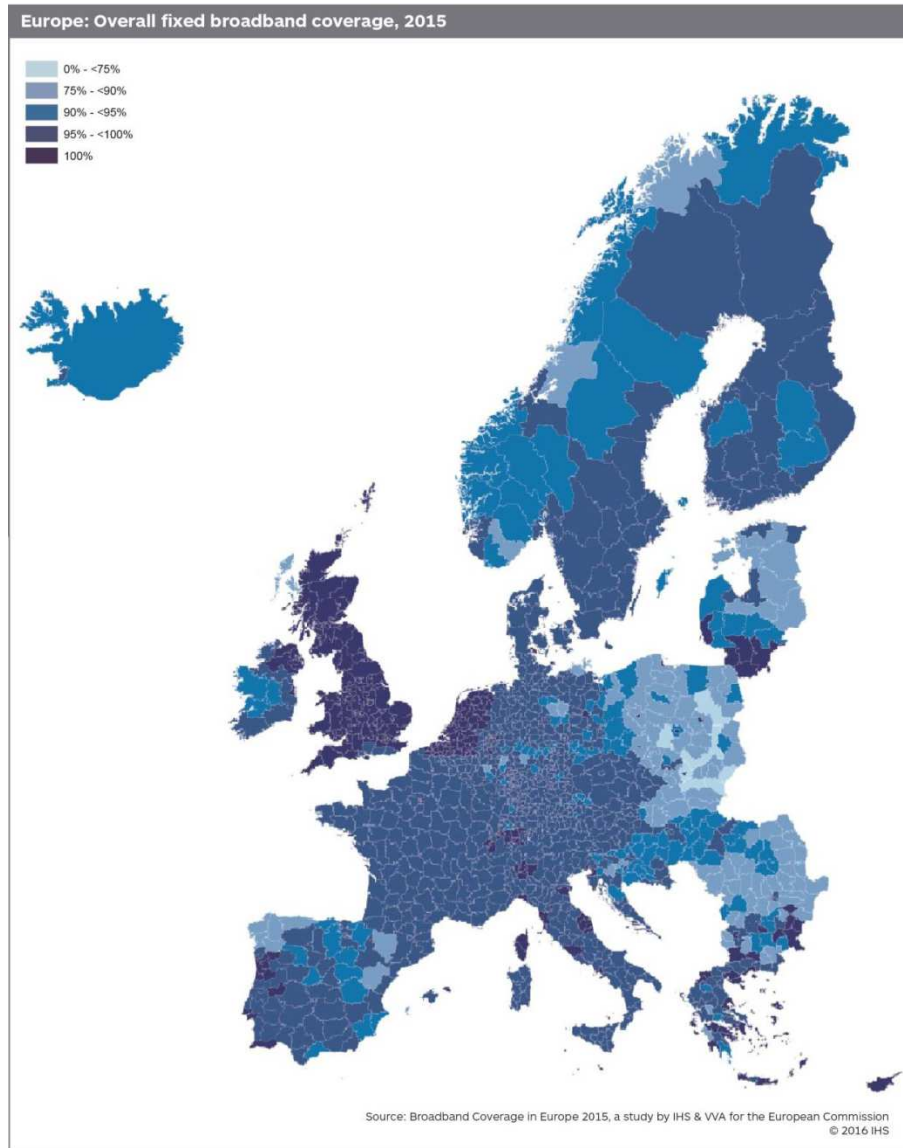 Europe: Overall fixed broadband coverage, 2015
0% - <75%
75% - <90%
90% - <95%
95% - <100%
100%
Source: Broadband Coverage in Europe 2015, a study by IHS & VVA for the European Commission
© 2016 IHS